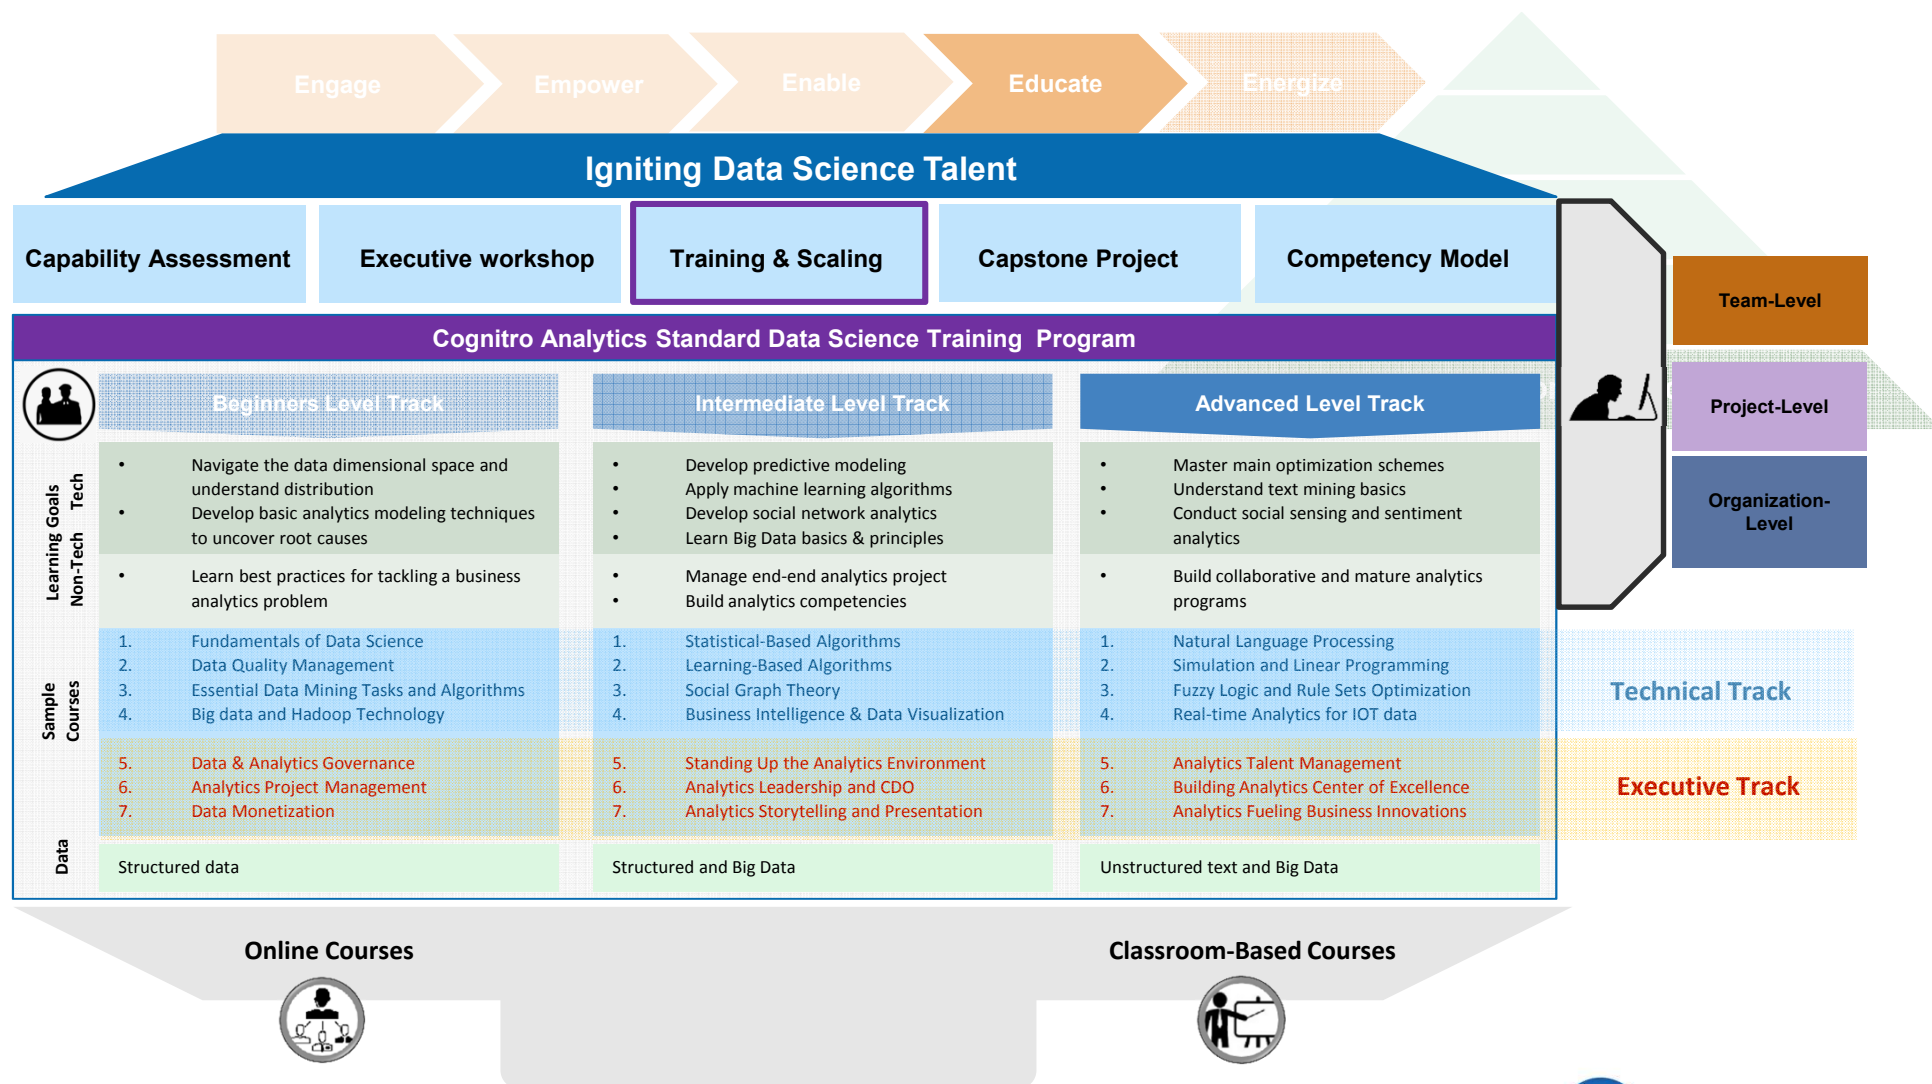 Engage
Empower
Enable
Educate
Energize
Igniting Data Science Talent
Capability Assessment
Executive workshop
Training & Scaling
Capstone Project
Competency Model
Team-Level
Project-Level
Organization-
Level
Cognitro Analytics Standard Data Science Training Program
Beginners Level Track
Intermediate Level Track
Advanced Level Track
Learning Goals
Non-Tech Tech
• Navigate the data dimensional space and
understand distribution
• Develop basic analytics modeling techniques
to uncover root causes
• Develop predictive modeling
• Apply machine learning algorithms
• Develop social network analytics
• Learn Big Data basics & principles
• Master main optimization schemes
• Understand text mining basics
• Conduct social sensing and sentiment
analytics
• Learn best practices for tackling a business
analytics problem
• Manage end-end analytics project
• Build analytics competencies
• Build collaborative and mature analytics
programs
Sample
Courses
1. Fundamentals of Data Science
2. Data Quality Management
3. Essential Data Mining Tasks and Algorithms
4. Big data and Hadoop Technology
1. Statistical-Based Algorithms
2. Learning-Based Algorithms
3. Social Graph Theory
4. Business Intelligence & Data Visualization
1. Natural Language Processing
2. Simulation and Linear Programming
3. Fuzzy Logic and Rule Sets Optimization
4. Real-time Analytics for IOT data
Technical Track
5. Data & Analytics Governance
6. Analytics Project Management
7. Data Monetization
5. Standing Up the Analytics Environment
6. Analytics Leadership and CDO
7. Analytics Storytelling and Presentation
5. Analytics Talent Management
6. Building Analytics Center of Excellence
7. Analytics Fueling Business Innovations
Executive Track
Data
Structured data
Structured and Big Data
Unstructured text and Big Data
Online Courses
Classroom-Based Courses